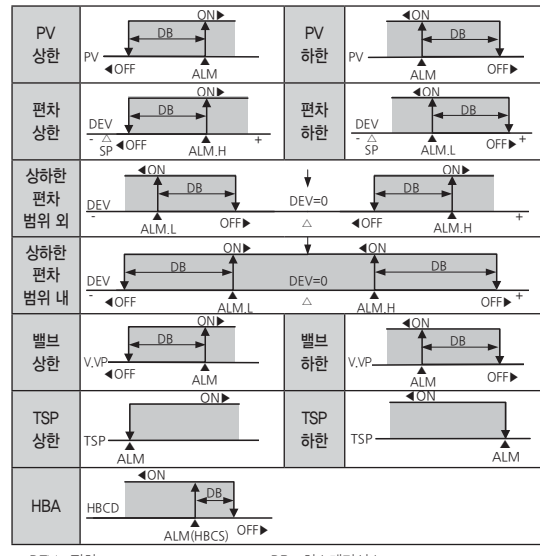 PV
상한
ON▶
DB
PV
◀OFF
ALM
PV
하한
◀ON
DB
PV
ALM
OFF▶
편차
상한
ON▶
DB
DEV
- △ +
SP
◀OFF
ALM.H
편차
하한
◀ON
DB
DEV
- △ +
SP
ALM.L
OFF▶
상하한
편차
범위 외
◀ON
DB
DEV
-
ALM.L
OFF▶
DEV=0
△
ON▶
DB
◀OFF
ALM.H
+
상하한
편차
범위 내
ON▶
◀ON
DB
DEV=0
DB
DEV
-
◀OFF
ALM.L
△
ALM.H
OFF▶
+
밸브
상한
ON▶
DB
V.VP
◀OFF
ALM
밸브
하한
◀ON
DB
V.VP
ALM
OFF▶
TSP
상한
ON▶
TSP
ALM
TSP
하한
◀ON
TSP
ALM
HBA
◀ON
DB
HBCD
ALM(HBCS)
OFF▶